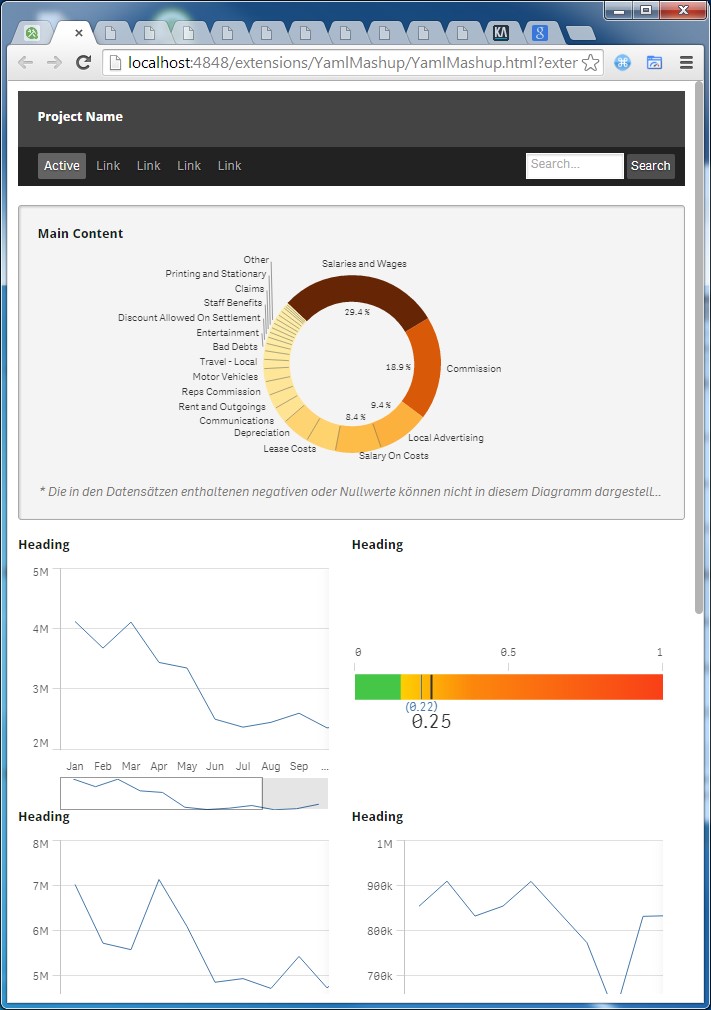 localhost:4848/extensions/YamlMashup/YamlMashup.html?exter
Project Name
Active Link Link Link Link Search... Search
Main Content
Other
Salaries and Wages
Printing and Stationary
Claims
Staff Benefits
29.4 %
Discount Allowed On Settlement
Entertainment
Bad Debts
Travel - Local
18.9 %
Commission
Motor Vehicles
Reps Commission
Rent and Outgoings
9.4 %
8.4 %
Communications
Depreciation
Local Advertising
Lease Costs
Salary On Costs
* Die in den Datensätzen enthaltenen negativen oder Nullwerte können nicht in diesem Diagramm dargestell...
Heading
5M
4M
3M
2M
Jan Feb Mar Apr May Jun Jul Aug Sep ...
Heading
0 0.5 1
(0.22)
0.25
Heading
8M
7M
6M
5M
Heading
1M
900k
800k
700k